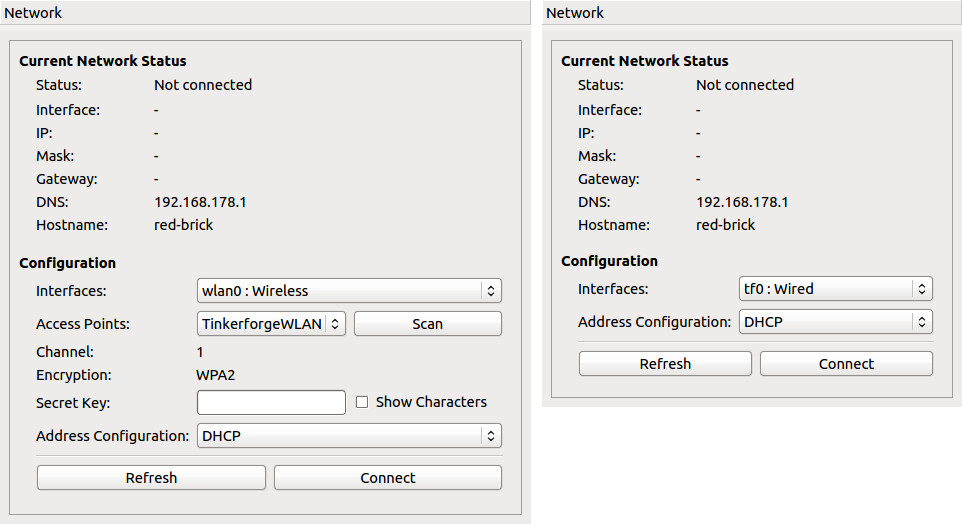 Network
Current Network Status
Status: Not connected
Interface: -
IP: -
Mask: -
Gateway: -
DNS: 192.168.178.1
Hostname: red-brick
Configuration
Interfaces: wlan0 : Wireless
Access Points: TinkerforgeWLAN Scan
Channel: 1
Encryption: WPA2
Secret Key: Show Characters
Address Configuration: DHCP
Refresh Connect
Network
Current Network Status
Status: Not connected
Interface: -
IP: -
Mask: -
Gateway: -
DNS: 192.168.178.1
Hostname: red-brick
Configuration
Interfaces: tf0 : Wired
Address Configuration: DHCP
Refresh Connect